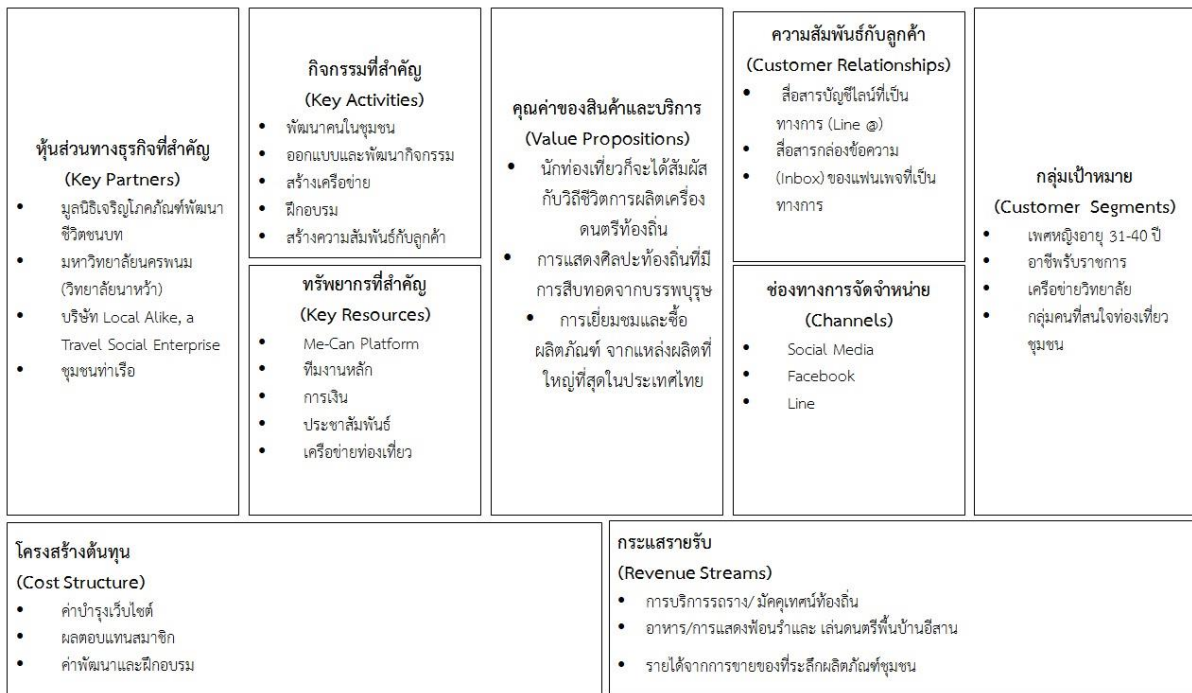 หุ้นส่วนทางธุรกิจที่สำคัญ
(Key Partners)
• มูลนิธิเจริญโภคภัณฑ์พัฒนา
ชีวิตชนบท
• มหาวิทยาลัยนครพนม
(วิทยาลัยนาหว้า)
• บริษัท Local Alike, a
Travel Social Enterprise
• ชุมชนท่าเรือ
กิจกรรมที่สำคัญ
(Key Activities)
• พัฒนาคนในชุมชน
• ออกแบบและพัฒนากิจกรรม
• สร้างเครือข่าย
• ฝึกอบรม
• สร้างความสัมพันธ์กับลูกค้า
ทรัพยากรที่สำคัญ
(Key Resources)
• Me-Can Platform
• ทีมงานหลัก
• การเงิน
• ประชาสัมพันธ์
• เครือข่ายท่องเที่ยว
คุณค่าของสินค้าและบริการ
(Value Propositions)
• นักท่องเที่ยวก็จะได้สัมผัส
กับวิถีชีวิตการผลิตเครื่อง
ดนตรีท้องถิ่น
• การแสดงศิลปะท้องถิ่นที่มี
การสืบทอดจากบรรพบุรุษ
• การเยี่ยมชมและซื้อ
ผลิตภัณฑ์ จากแหล่งผลิตที่
ใหญ่ที่สุดในประเทศไทย
ความสัมพันธ์กับลูกค้า
(Customer Relationships)
• สื่อสารบัญชีไลน์ที่เป็น
ทางการ (Line @)
• สื่อสารกล่องข้อความ
• (Inbox) ของแฟนเพจที่เป็น
ทางการ
ช่องทางการจัดจำหน่าย
(Channels)
• Social Media
• Facebook
• Line
กลุ่มเป้าหมาย
(Customer Segments)
• เพศหญิงอายุ 31-40 ปี
• อาชีพรับราชการ
• เครือข่ายวิทยาลัย
• กลุ่มคนที่สนใจท่องเที่ยว
ชุมชน
โครงสร้างต้นทุน
(Cost Structure)
• ค่าบำรุงเว็บไซต์
• ผลตอบแทนสมาชิก
• ค่าพัฒนาและฝึกอบรม
กระแสรายรับ
(Revenue Streams)
• การบริการรถราง/ มัคคุเทศน์ท้องถิ่น
• อาหาร/การแสดงฟ้อนรำและ เล่นดนตรีพื้นบ้านอีสาน
• รายได้จากการขายของที่ระลึกผลิตภัณฑ์ชุมชน